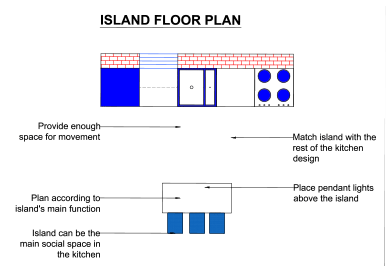 ISLAND FLOOR PLAN
Provide enough
space for movement
Match island with the
rest of the kitchen
design
Place pendant lights
above the island
Plan according to
island's main function
Island can be the
main social space in
the kitchen